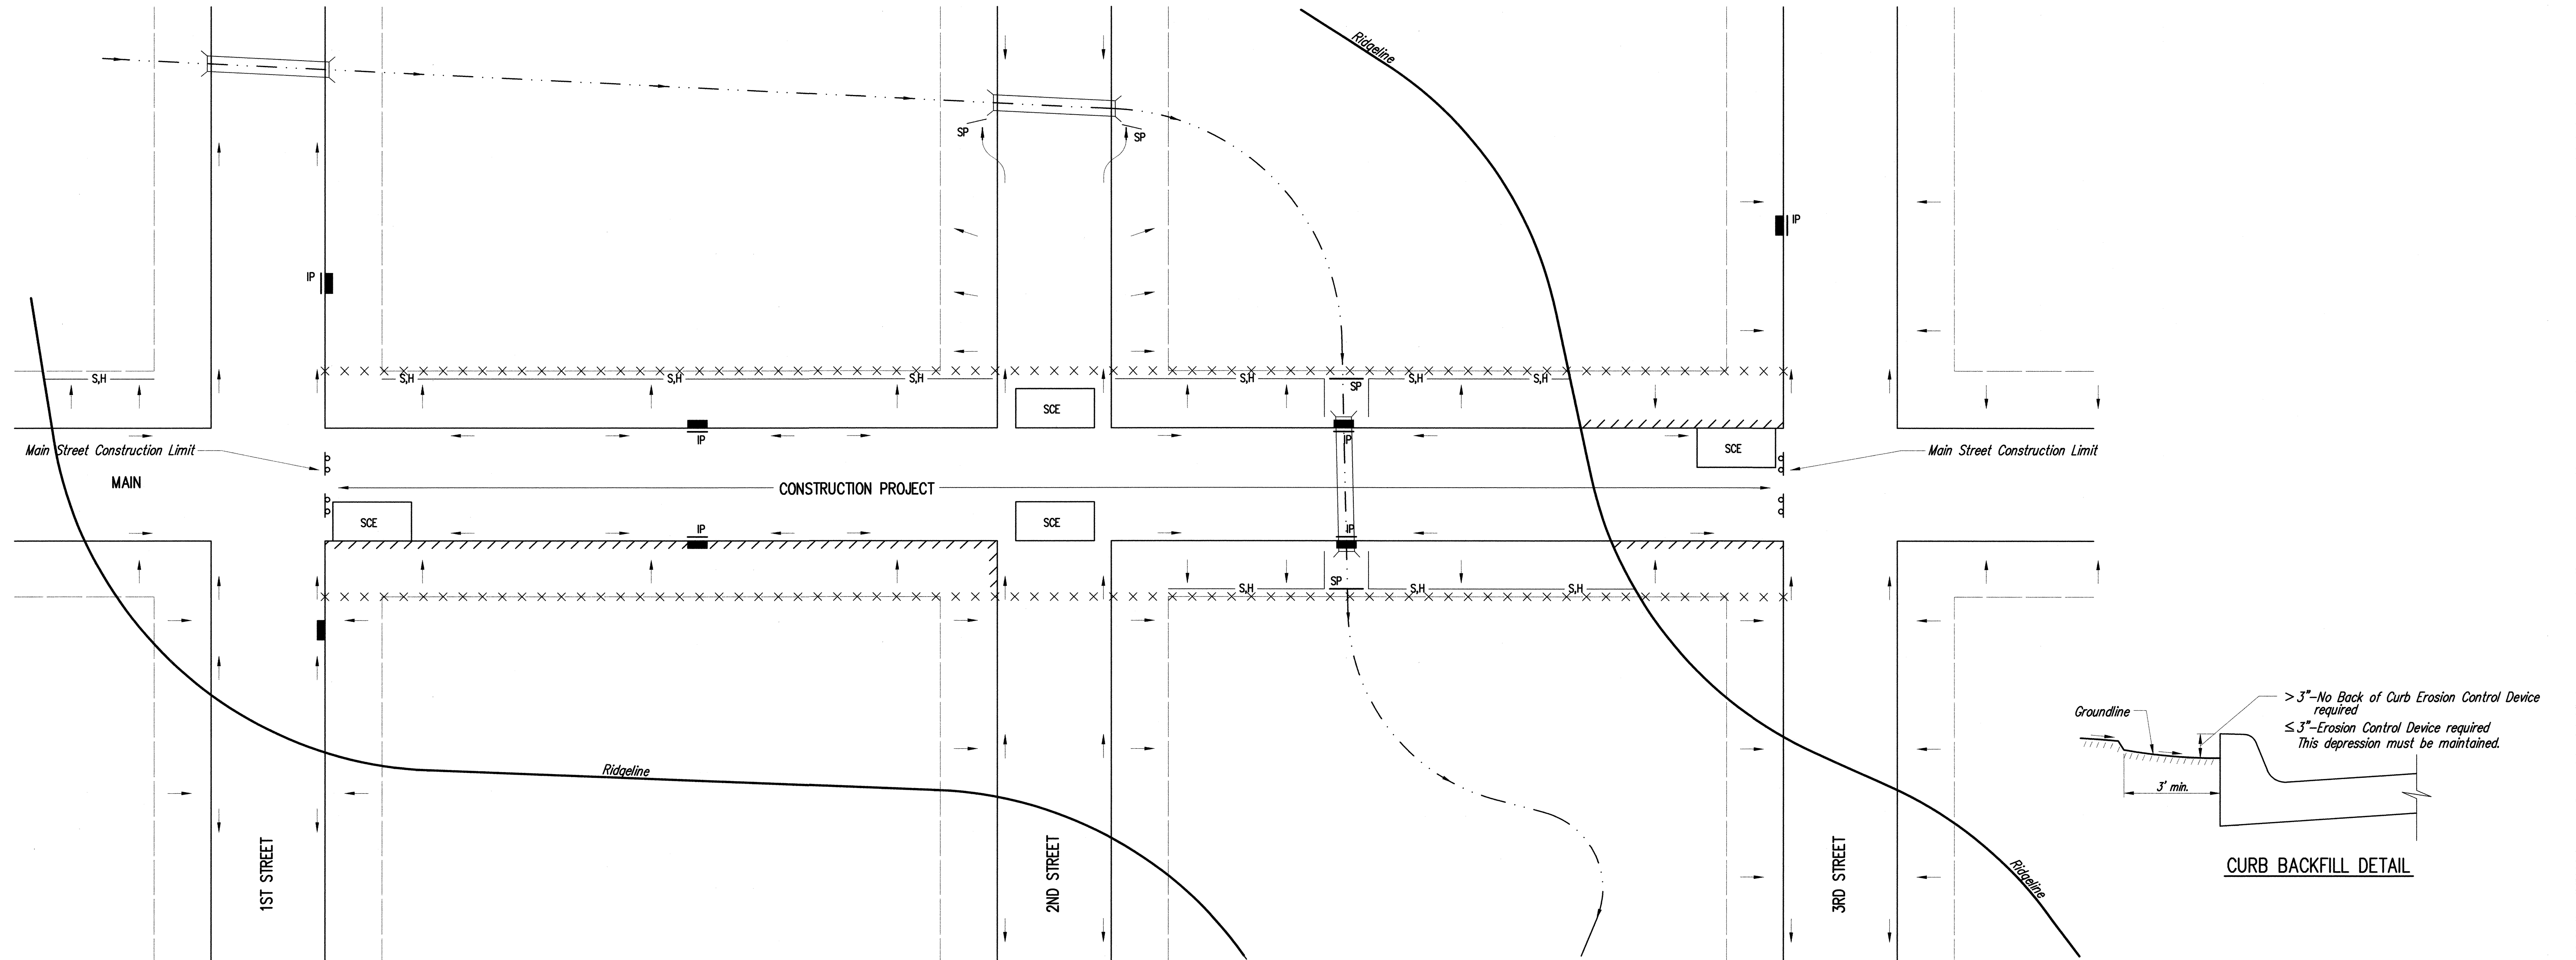 Ridgeline
SP
SP
IP
IP
S,H
S,H
S,H
S,H
S,H
S,H
S,H
SP
SCE
IP
IP
Main Street Construction Limit
SCE
Main Street Construction Limit
MAIN
CONSTRUCTION PROJECT
SCE
SCE
IP
IP
SP
S,H
S,H
S,H
> 3"-No Back of Curb Erosion Control Device
required
Groundline
≤ 3"-Erosion Control Device required
This depression must be maintained.
Ridgeline
3' min.
1ST STREET
2ND STREET
3RD STREET
Ridgeline
CURB BACKFILL DETAIL